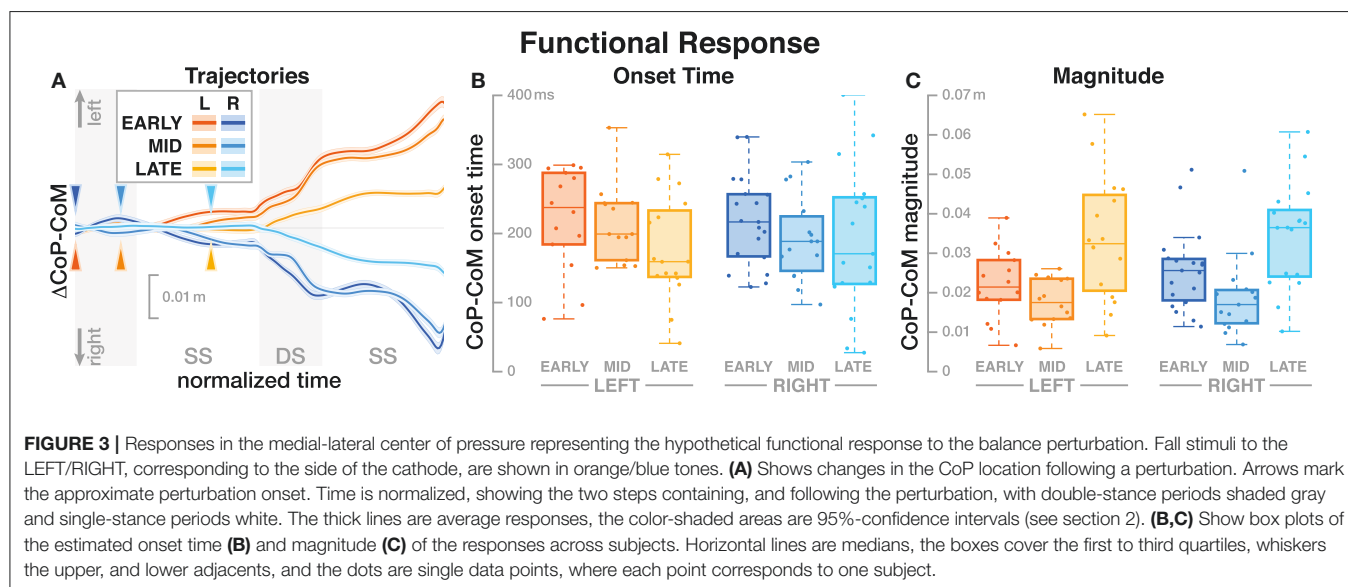 Functional Response
A Trajectories
left
L R
EARLY
MID
LATE
ΔCoP-CoM
0.01 m
right
SS DS SS
normalized time
B Onset Time
CoP-CoM onset time
400 ms
300
200
100
0
EARLY MID LATE EARLY MID LATE
LEFT RIGHT
C Magnitude
CoP-CoM magnitude
0.07 m
0.06
0.05
0.04
0.03
0.02
0.01
0
EARLY MID LATE EARLY MID LATE
LEFT RIGHT
FIGURE 3 | Responses in the medial-lateral center of pressure representing the hypothetical functional response to the balance perturbation. Fall stimuli to the
LEFT/RIGHT, corresponding to the side of the cathode, are shown in orange/blue tones. (A) Shows changes in the CoP location following a perturbation. Arrows mark
the approximate perturbation onset. Time is normalized, showing the two steps containing, and following the perturbation, with double-stance periods shaded gray
and single-stance periods white. The thick lines are average responses, the color-shaded areas are 95%-confidence intervals (see section 2). (B,C) Show box plots of
the estimated onset time (B) and magnitude (C) of the responses across subjects. Horizontal lines are medians, the boxes cover the first to third quartiles, whiskers
the upper, and lower adjacents, and the dots are single data points, where each point corresponds to one subject.